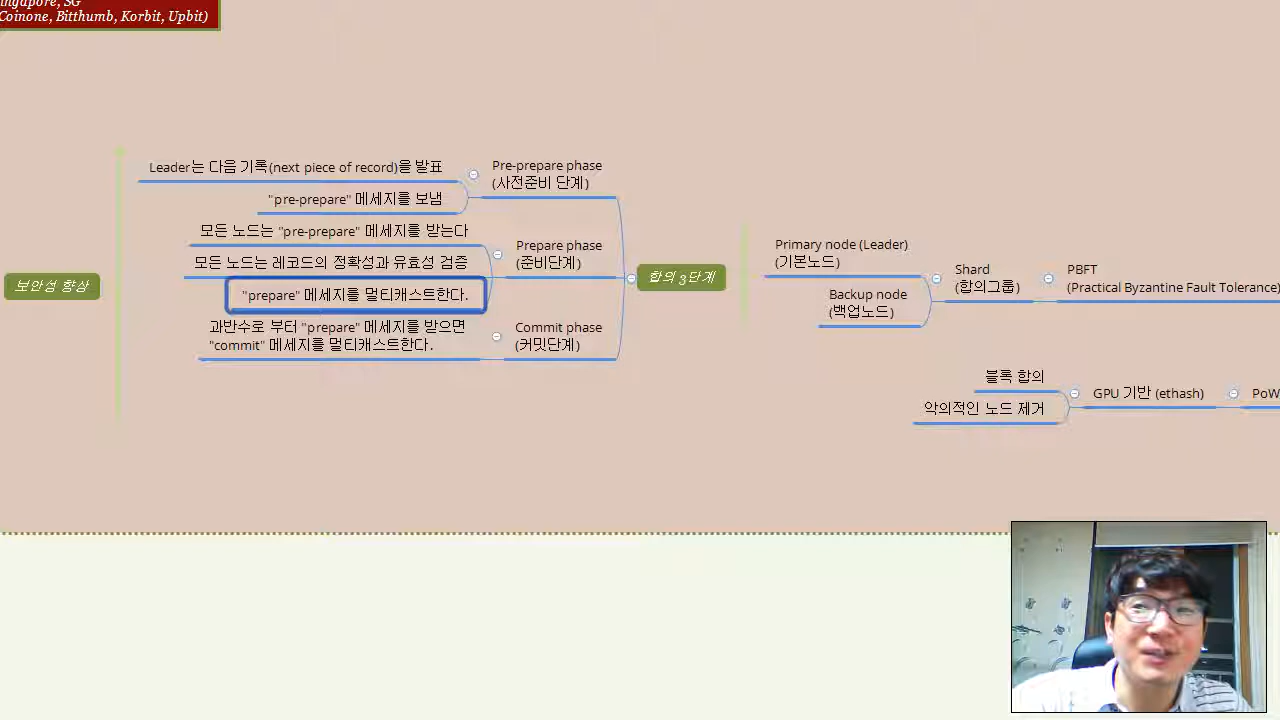 ingapore, SG
Coinone, Bitthumb, Korbit, Upbit)
Leader는 다음 기록(next piece of record)을 발표
"pre-prepare" 메세지를 보냄
Pre-prepare phase
(사전준비 단계)
모든 노드는 "pre-prepare" 메세지를 받는다
모든 노드는 레코드의 정확성과 유효성 검증
"prepare" 메세지를 멀티캐스트한다.
Prepare phase
(준비단계)
과반수로 부터 "prepare" 메세지를 받으면
"commit" 메세지를 멀티캐스트한다.
Commit phase
(커밋단계)
보안성 향상
합의 3단계
Primary node (Leader)
(기본노드)
Backup node
(백업노드)
Shard
(합의그룹)
PBFT
(Practical Byzantine Fault Tolerance)
블록 합의
악의적인 노드 제거
GPU 기반 (ethash)
PoW